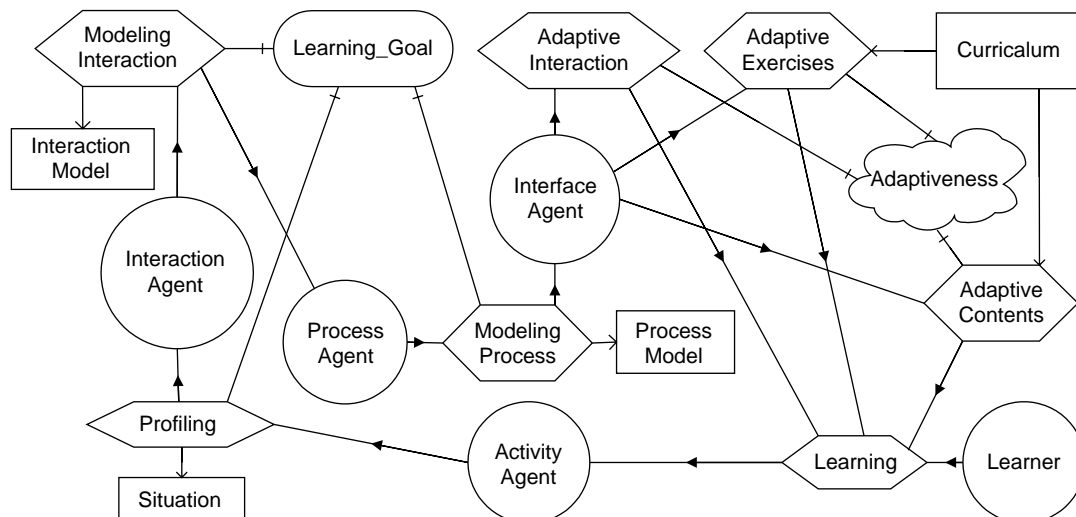 Modeling
Interaction
Learning_Goal
Adaptive
Interaction
Adaptive
Exercises
Curricalum
Interaction
Model
Adaptiveness
Interface
Agent
Interaction
Agent
Adaptive
Contents
Process
Agent
Modeling
Process
Process
Model
Profiling
Activity
Agent
Learning
Learner
Situation